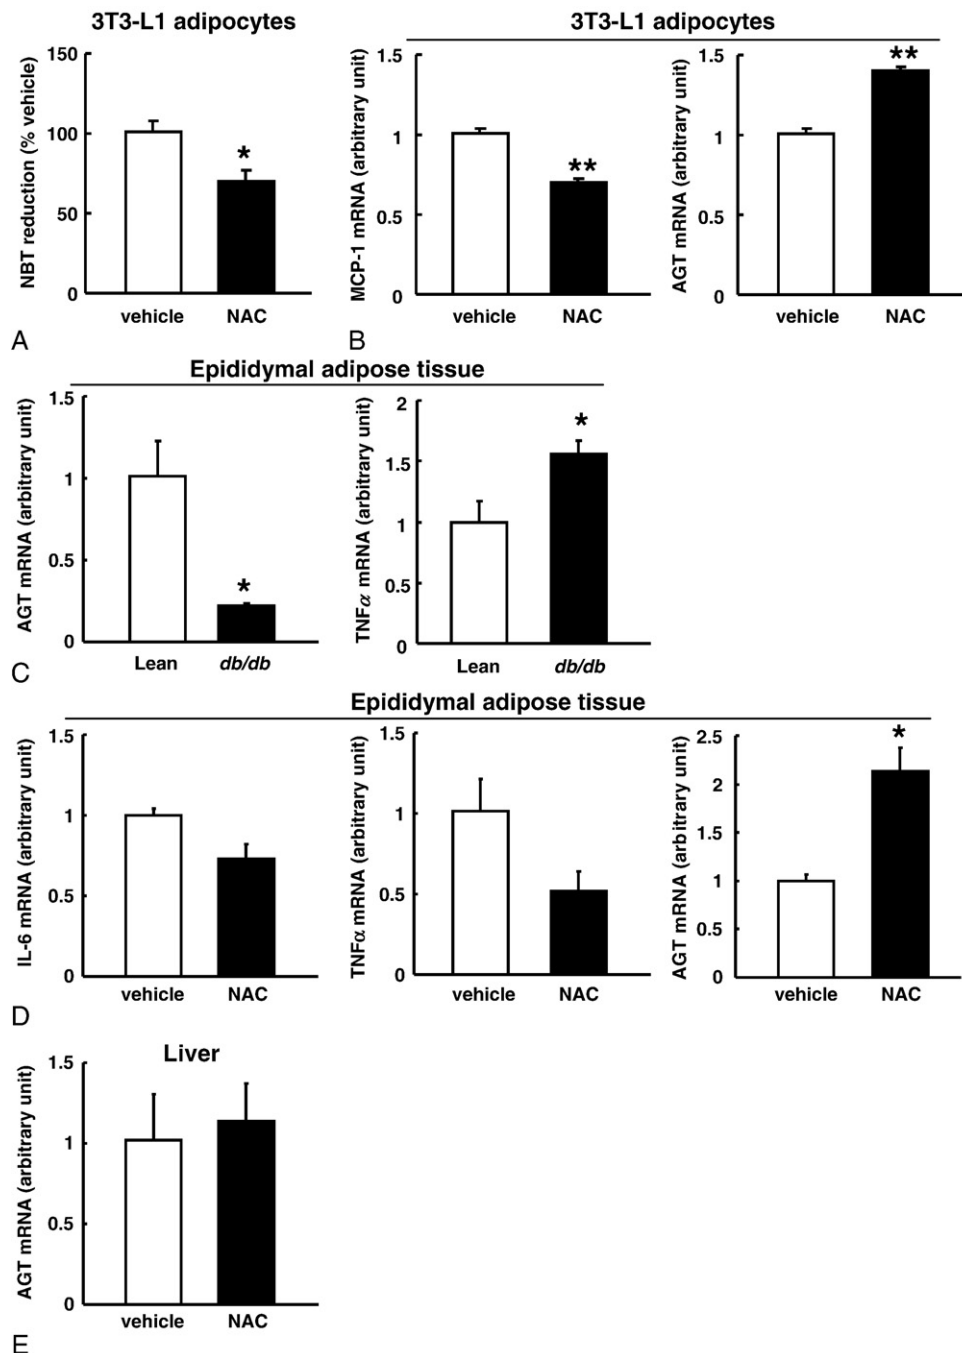 3T3-L1 adipocytes
NBT reduction (% vehicle)
150
100
50
0
*
vehicle NAC
A
3T3-L1 adipocytes
MCP-1 mRNA (arbitrary unit)
1.5
1
0.5
0
**
vehicle NAC
AGT mRNA (arbitrary unit)
1.5
1
0.5
0
**
vehicle NAC
B
Epididymal adipose tissue
AGT mRNA (arbitrary unit)
1.5
1
0.5
0
*
Lean db/db
TNFα mRNA (arbitrary unit)
2
1.5
1
0.5
0
*
Lean db/db
C
Epididymal adipose tissue
IL-6 mRNA (arbitrary unit)
1.5
1
0.5
0
vehicle NAC
TNFα mRNA (arbitrary unit)
1.5
1
0.5
0
vehicle NAC
AGT mRNA (arbitrary unit)
2.5
2
1.5
1
0.5
0
*
vehicle NAC
D
Liver
AGT mRNA (arbitrary unit)
1.5
1
0.5
0
vehicle NAC
E